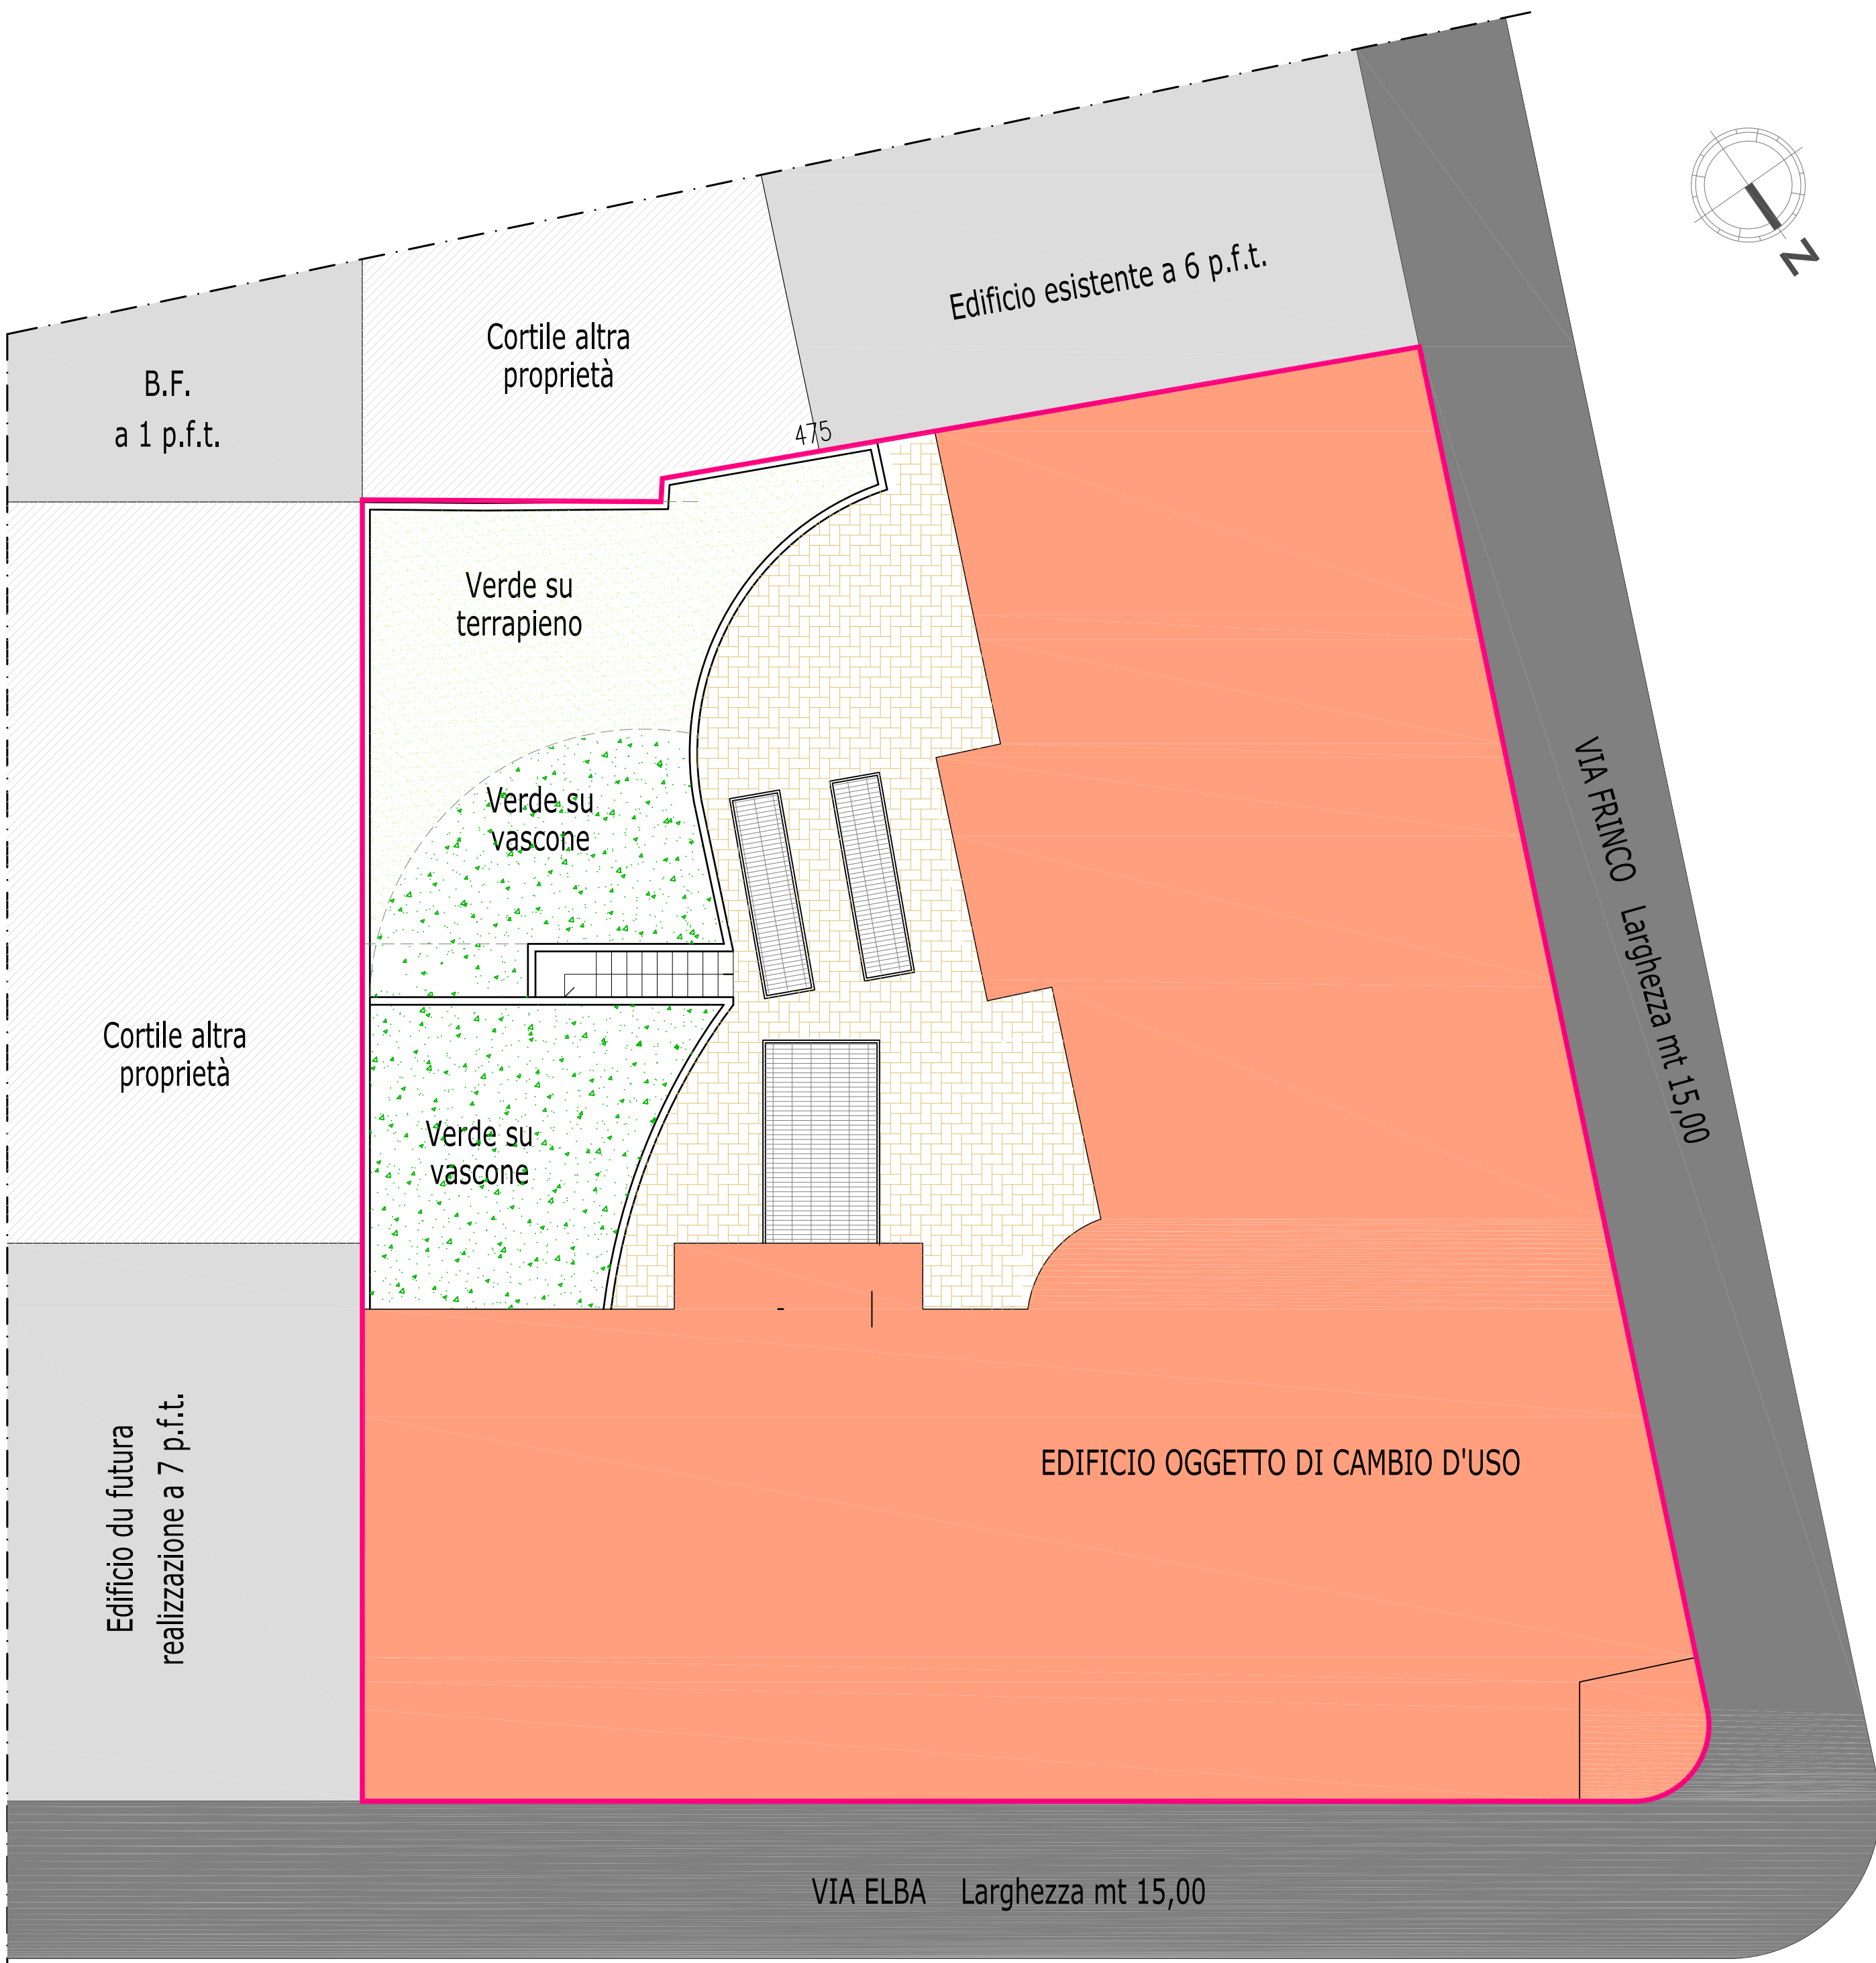 N
Edificio esistente a 6 p.f.t.
Cortile altra
proprietà
B.F.
a 1 p.f.t.
475
Verde su
terrapieno
Verde su
vascone
VIA FRINCO Larghezza mt 15,00
Cortile altra
proprietà
Verde su
vascone
Edificio du futura
realizzazione a 7 p.f.t.
EDIFICIO OGGETTO DI CAMBIO D'USO
VIA ELBA Larghezza mt 15,00